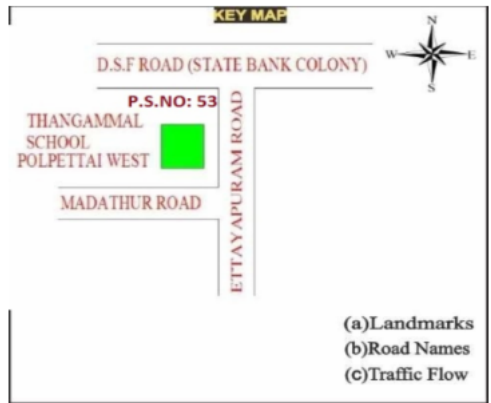 KEY MAP
N
W
E
S
D.S.F ROAD (STATE BANK COLONY)
P.S.NO: 53
THANGAMMAL
SCHOOL
POLPETTAI WEST
ETTAYAPURAM ROAD
MADATHUR ROAD
(a)Landmarks
(b)Road Names
(c)Traffic Flow